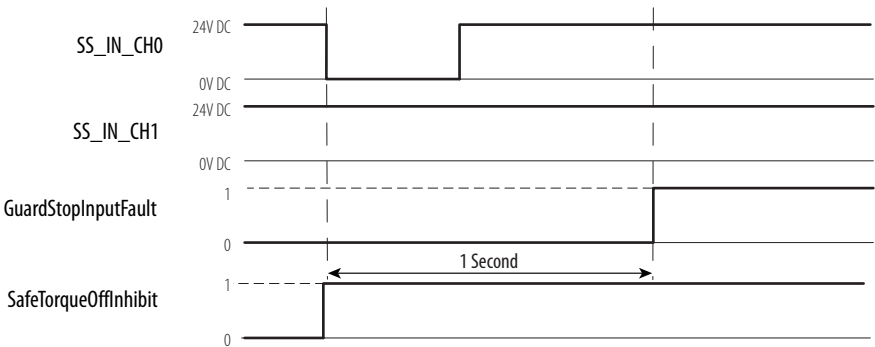 24V DC
SS_IN_CH0
0V DC
24V DC
SS_IN_CH1
0V DC
1
GuardStopInputFault
0
1 Second
1
SafeTorqueOffInhibit
0